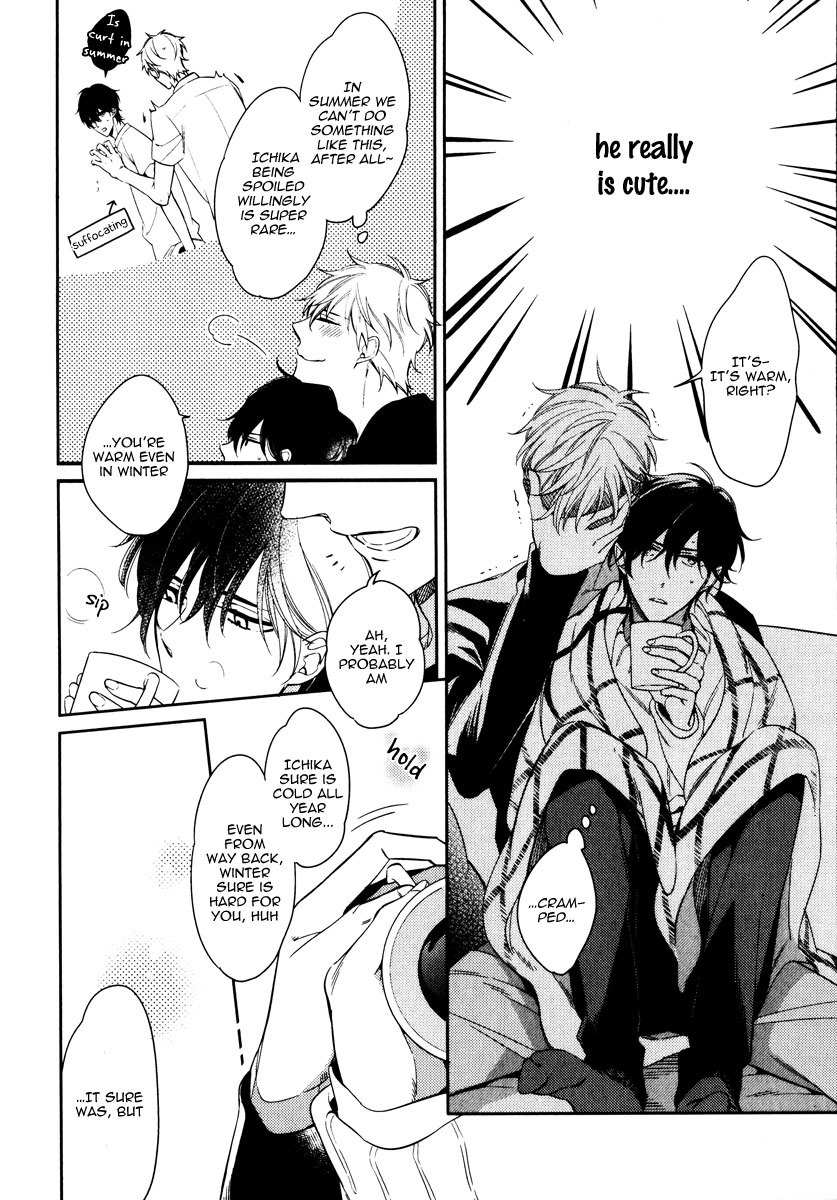 he really
is cute....
IT'S-
IT'S WARM,
RIGHT?
...CRAM-
PED...
IN
SUMMER WE
CAN'T DO
SOMETHING
LIKE THIS,
AFTER ALL~
ICHIKA
BEING
SPOILED
WILLINGLY
IS SUPER
RARE...
Is
curt in
summer
suffocating
...YOU'RE
WARM EVEN
IN WINTER
sip
AH,
YEAH. I
PROBABLY
AM
hold
ICHIKA
SURE IS
COLD ALL
YEAR
LONG...
EVEN
FROM
WAY BACK,
WINTER
SURE IS
HARD FOR
YOU, HUH
...IT SURE
WAS, BUT